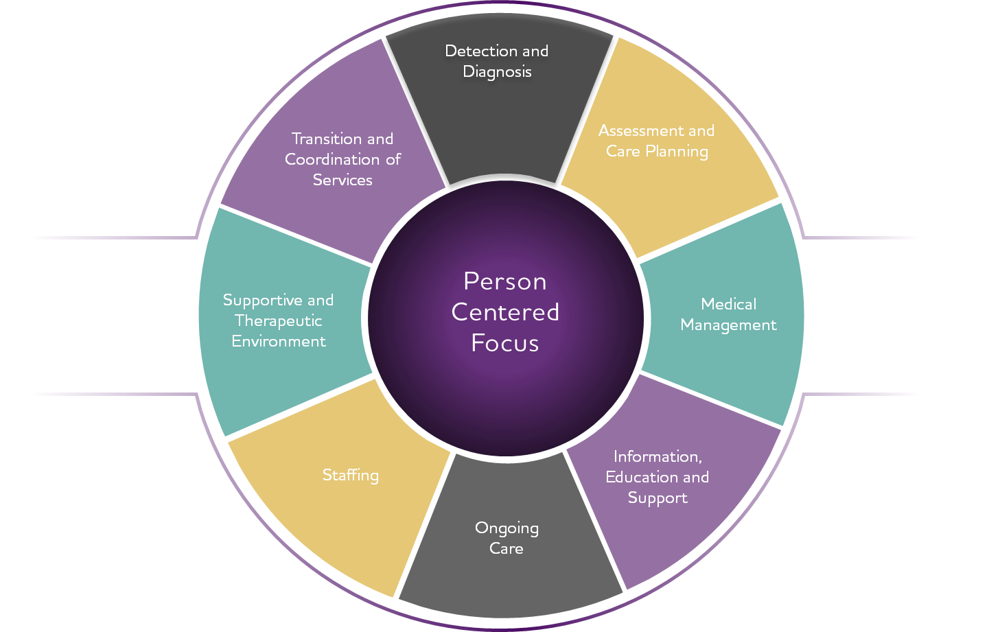 Detection and
Diagnosis
Assessment and
Care Planning
Medical
Management
Information,
Education and
Support
Ongoing
Care
Staffing
Supportive and
Therapeutic
Environment
Transition and
Coordination of
Services
Person
Centered
Focus